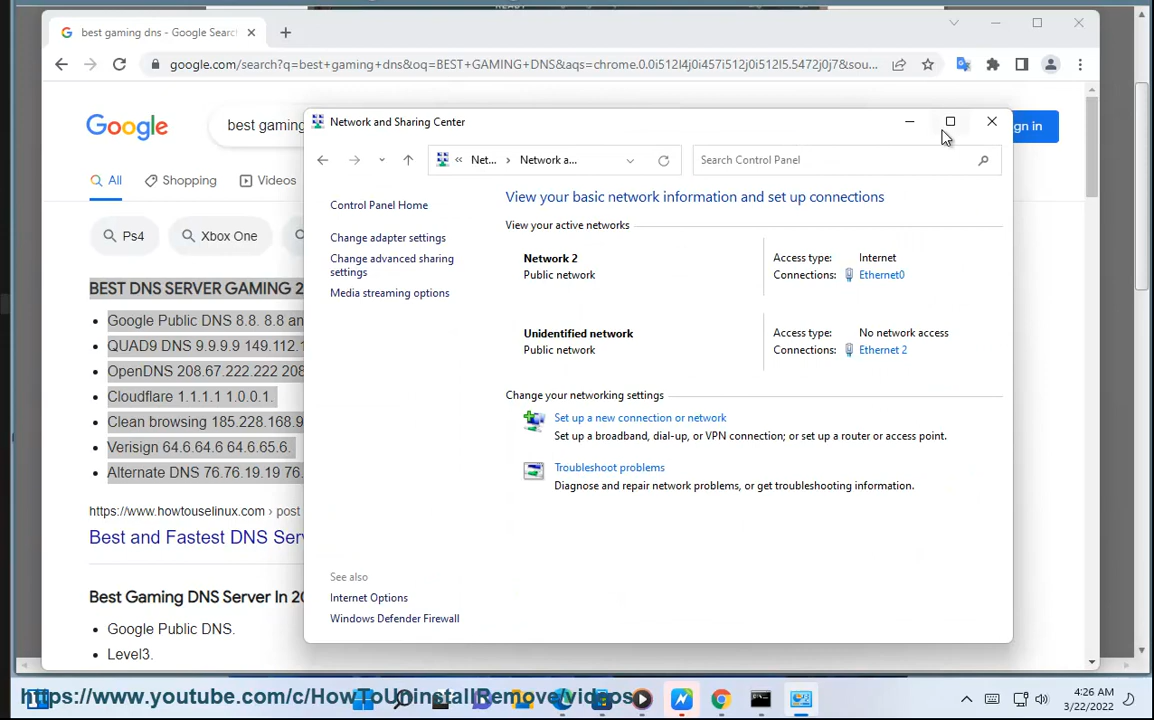 READY
best gaming dns - Google Searc
google.com/search?q=best+gaming+dns&oq=BEST+GAMING+DNS&aqs=chrome.0.0i512l4j0i457i512j0i512l5.5472j0j7&sou...
Google
best gaming
gn in
All
Shopping
Videos
Ps4
Xbox One
BEST DNS SERVER GAMING 2
Google Public DNS 8.8. 8.8 an
QUAD9 DNS 9.9.9 9 149.112.1
OpenDNS 208.67.222.222 208
Cloudflare 1.1.1 1 1.0.0.1.
Clean browsing 185.228.168.9
Verisign 64.6.64.6 64.6.65.6.
Alternate DNS 76.76.19.19 76.
https://www.howtouselinux.com › post
Best and Fastest DNS Serv
Best Gaming DNS Server In 20
Google Public DNS.
Level3.
Network and Sharing Center
« Net... › Network a...
Search Control Panel
Control Panel Home
Change adapter settings
Change advanced sharing
settings
Media streaming options
See also
Internet Options
Windows Defender Firewall
View your basic network information and set up connections
View your active networks
Network 2
Public network
Access type: Internet
Connections: Ethernet0
Unidentified network
Public network
Access type: No network access
Connections: Ethernet 2
Change your networking settings
Set up a new connection or network
Set up a broadband, dial-up, or VPN connection; or set up a router or access point.
Troubleshoot problems
Diagnose and repair network problems, or get troubleshooting information.
https://www.youtube.com/c/HowToUninstallRemove/videos
4:26 AM
3/22/2022